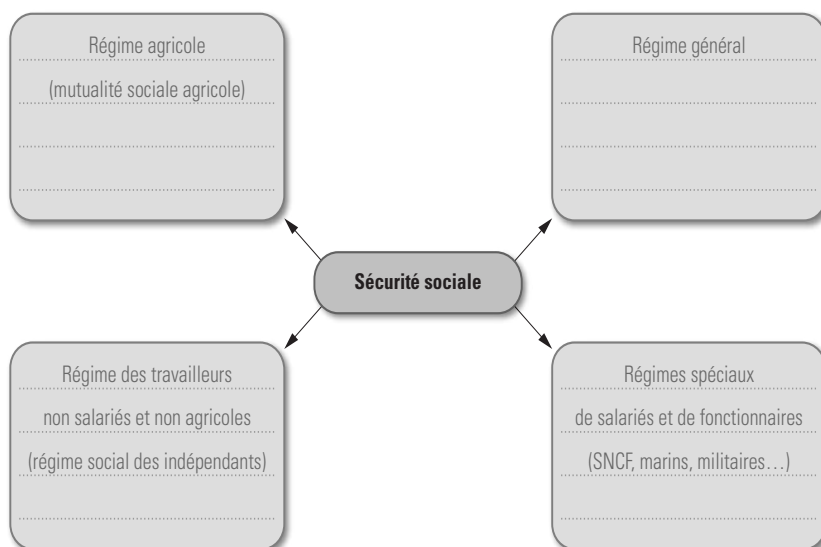 Régime agricole
(mutualité sociale agricole)
Régime général
Sécurité sociale
Régime des travailleurs
non salariés et non agricoles
(régime social des indépendants)
Régimes spéciaux
de salariés et de fonctionnaires
(SNCF, marins, militaires…)